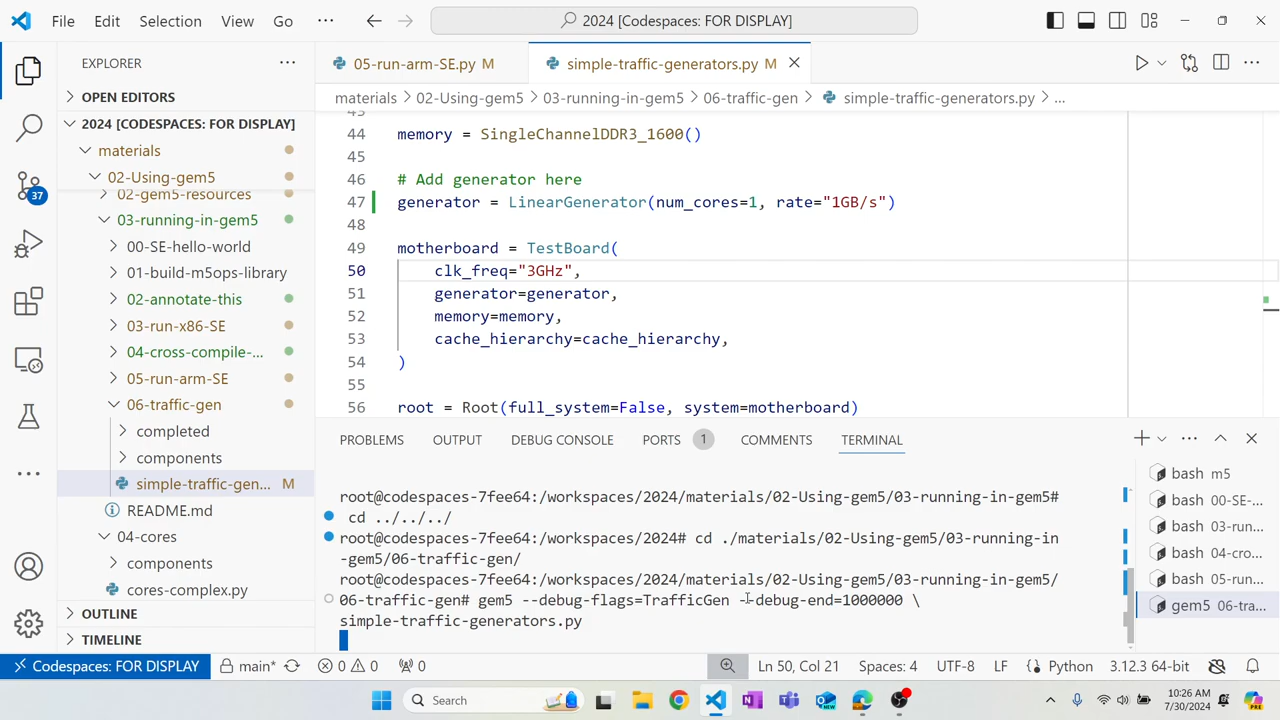 File Edit Selection View Go ... 2024 [Codespaces: FOR DISPLAY]
EXPLORER
OPEN EDITORS
2024 [CODESPACES: FOR DISPLAY]
materials
02-Using-gem5
02-gem5-resources
03-running-in-gem5
00-SE-hello-world
01-build-m5ops-library
02-annotate-this
03-run-x86-SE
04-cross-compile-...
05-run-arm-SE
06-traffic-gen
completed
components
simple-traffic-gen... M
README.md
04-cores
components
cores-complex.py
OUTLINE
TIMELINE
37
05-run-arm-SE.py M simple-traffic-generators.py M
materials > 02-Using-gem5 > 03-running-in-gem5 > 06-traffic-gen > simple-traffic-generators.py > ...
43
44 memory = SingleChannelDDR3_1600()
45
46 # Add generator here
47 generator = LinearGenerator(num_cores=1, rate="1GB/s")
48
49 motherboard = TestBoard(
50 clk_freq="3GHz",
51 generator=generator,
52 memory=memory,
53 cache_hierarchy=cache_hierarchy,
54 )
55
56 root = Root(full_system=False, system=motherboard)
PROBLEMS OUTPUT DEBUG CONSOLE PORTS 1 COMMENTS TERMINAL
root@codespaces-7fee64:/workspaces/2024/materials/02-Using-gem5/03-running-in-gem5#
cd ../../../
root@codespaces-7fee64:/workspaces/2024# cd ./materials/02-Using-gem5/03-running-in
-gem5/06-traffic-gen/
root@codespaces-7fee64:/workspaces/2024/materials/02-Using-gem5/03-running-in-gem5/
06-traffic-gen# gem5 --debug-flags=TrafficGen --debug-end=1000000 \
simple-traffic-generators.py
bash m5
bash 00-SE-...
bash 03-run...
bash 04-cro...
bash 05-run...
gem5 06-tra...
Codespaces: FOR DISPLAY main* 0 0 0 Ln 50, Col 21 Spaces: 4 UTF-8 LF Python 3.12.3 64-bit
Search
10:26 AM
7/30/2024